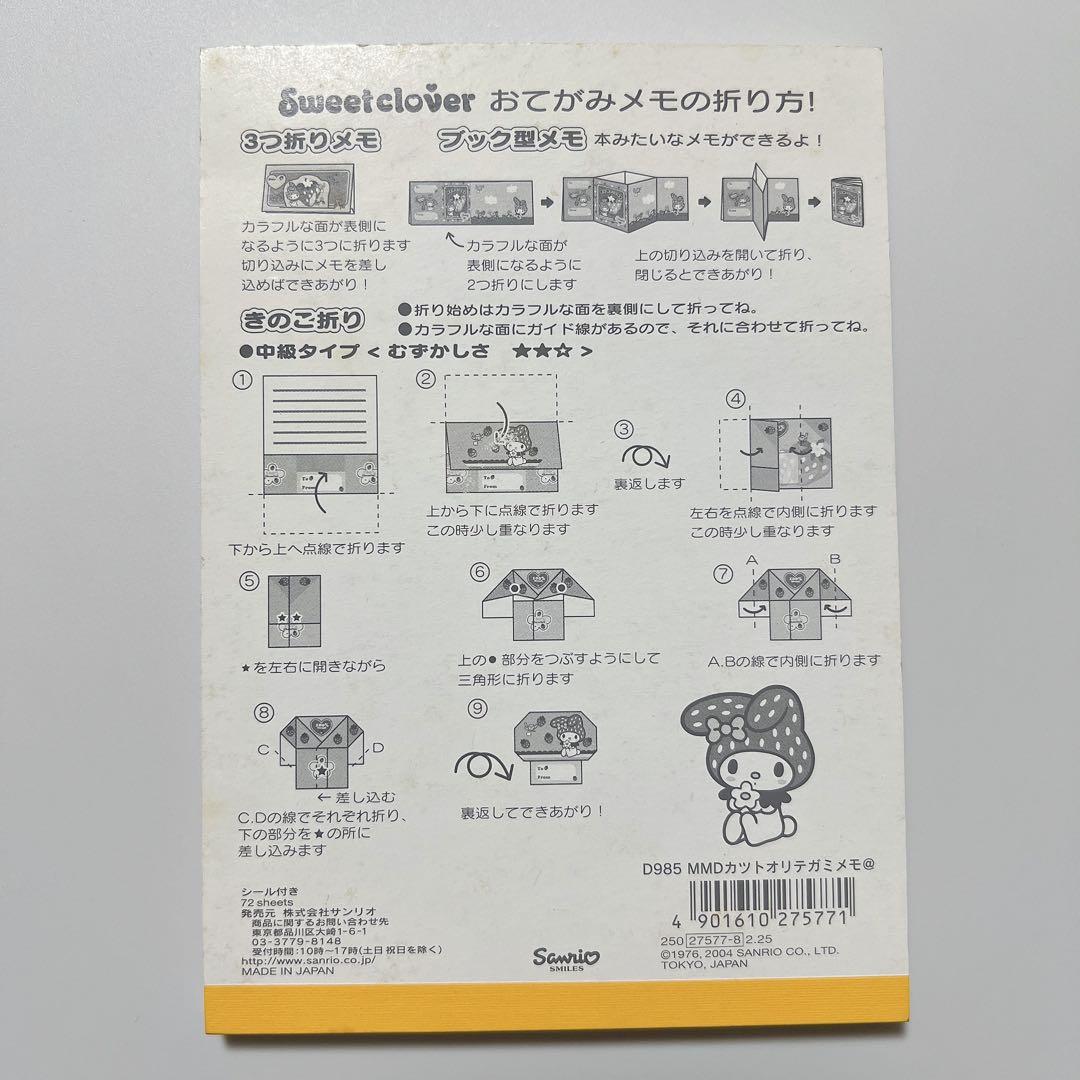 Sweetclover おてがみメモの折り方!
3つ折りメモ
カラフルな面が表側に
なるように3つに折ります
切り込みにメモを差し
込めばできあがり!
ブック型メモ 本みたいなメモができるよ!
カラフルな面が
表側になるように
2つ折りにします
上の切り込みを開いて折り、
閉じるとできあがり!
きのこ折り
●折り始めはカラフルな面を裏側にして折ってね。
●カラフルな面にガイド線があるので、それに合わせて折ってね。
●中級タイプ < むずかしさ ★★☆ >
①
To
From
下から上へ点線で折ります
②
To
From
上から下に点線で折ります
この時少し重なります
③
裏返します
④
左右を点線で内側に折ります
この時少し重なります
⑤
★を左右に開きながら
⑥
上の●部分をつぶすようにして
三角形に折ります
⑦
A B
A.Bの線で内側に折ります
⑧
C D
← 差し込む
C.Dの線でそれぞれ折り、
下の部分を★の所に
差し込みます
⑨
To
From
裏返してできあがり!
シール付き
72 sheets
発売元 株式会社サンリオ
商品に関するお問い合わせ先
東京都品川区大崎1-6-1
03-3779-8148
受付時間:10時〜17時(土日祝日を除く)
http://www.sanrio.co.jp/
MADE IN JAPAN
Sanrio
SMILES
D985 MMDカツトオリテガミメモ@
4 901610 275771
250 27577-8 2.25
©1976, 2004 SANRIO CO., LTD.
TOKYO, JAPAN